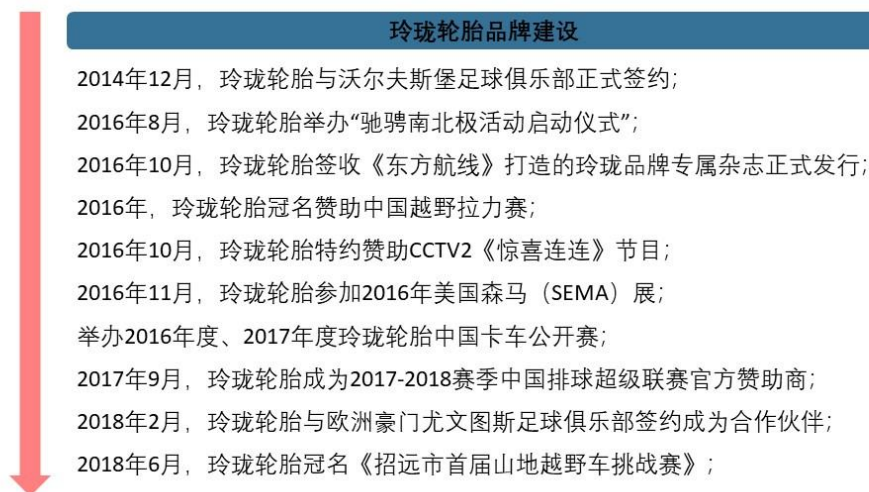 玲珑轮胎品牌建设
2014年12月，玲珑轮胎与沃尔夫斯堡足球俱乐部正式签约；
2016年8月，玲珑轮胎举办“驰骋南北极活动启动仪式”；
2016年10月，玲珑轮胎签收《东方航线》打造的玲珑品牌专属杂志正式发行；
2016年，玲珑轮胎冠名赞助中国越野拉力赛；
2016年10月，玲珑轮胎特约赞助CCTV2《惊喜连连》节目；
2016年11月，玲珑轮胎参加2016年美国森马（SEMA）展；
举办2016年度、2017年度玲珑轮胎中国卡车公开赛；
2017年9月，玲珑轮胎成为2017-2018赛季中国排球超级联赛官方赞助商；
2018年2月，玲珑轮胎与欧洲豪门尤文图斯足球俱乐部签约成为合作伙伴；
2018年6月，玲珑轮胎冠名《招远市首届山地越野车挑战赛》；